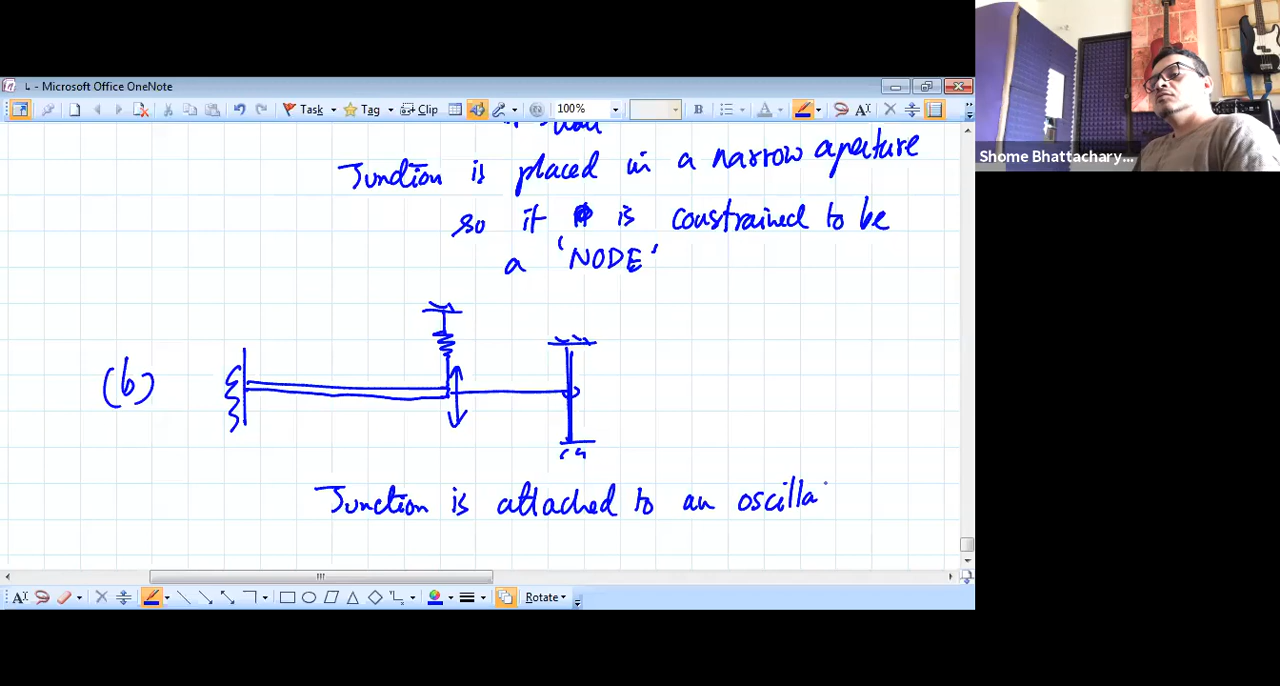 L - Microsoft Office OneNote
Task Tag Clip 100% B A
Junction is placed in a narrow aperture
so it is constrained to be
a 'NODE'
(b)
Junction is attached to an oscilla
Rotate
Shome Bhattachary...